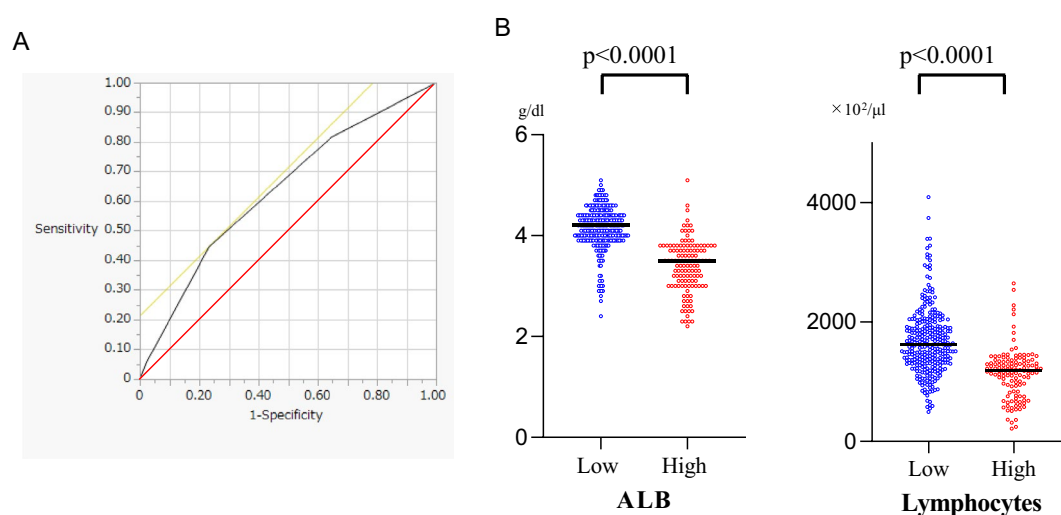 A
1.00
0.90
0.80
0.70
0.60
Sensitivity 0.50
0.40
0.30
0.20
0.10
0
0 0.20 0.40 0.60 0.80 1.00
1-Specificity
B
p<0.0001
g/dl
6
4
2
0
Low High
ALB
p<0.0001
×10²/μl
4000
2000
0
Low High
Lymphocytes